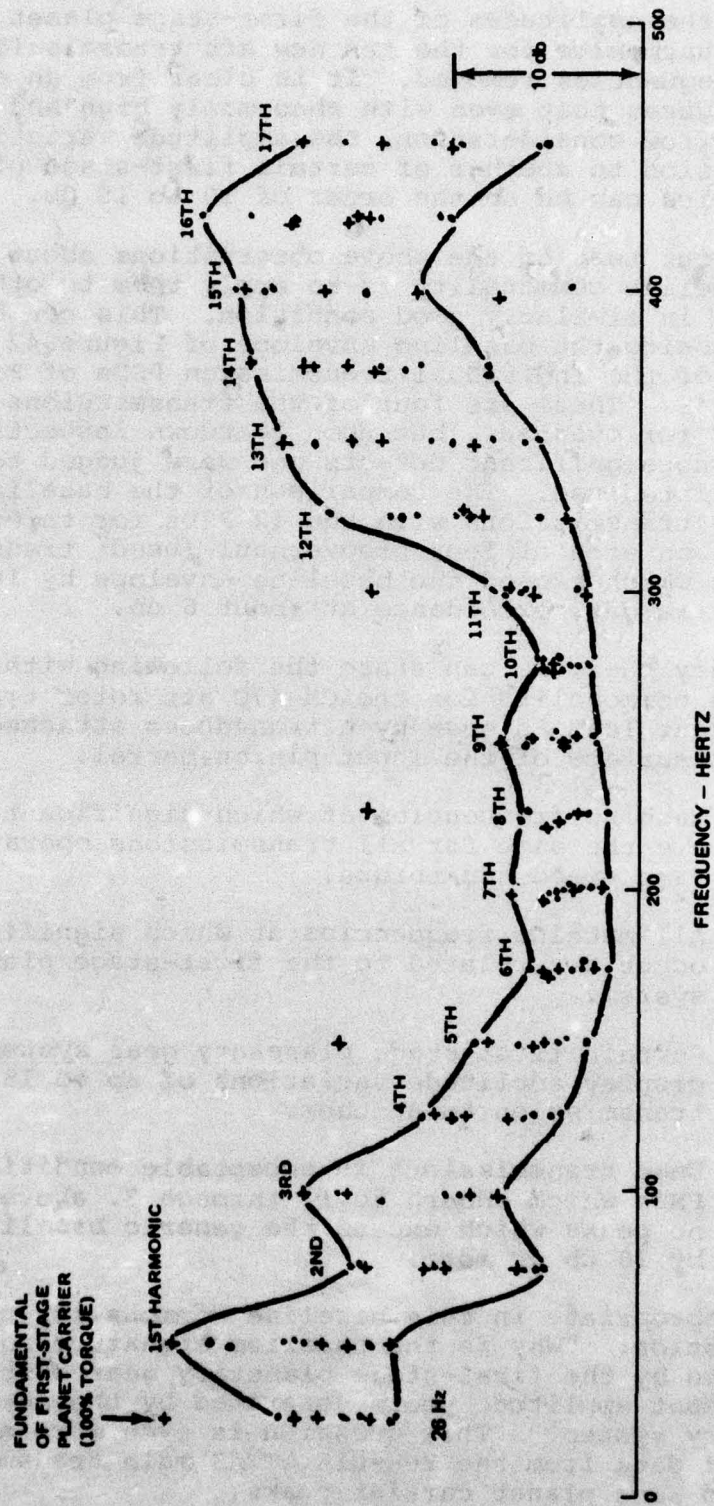 FUNDAMENTAL
OF FIRST-STAGE
PLANET CARRIER
(100% TORQUE)
1ST HARMONIC
2ND
3RD
4TH
5TH
6TH
7TH
8TH
9TH
10TH
11TH
12TH
13TH
14TH
15TH
16TH
17TH
26 Hz
10 db
0
100
200
300
400
500
FREQUENCY – HERTZ